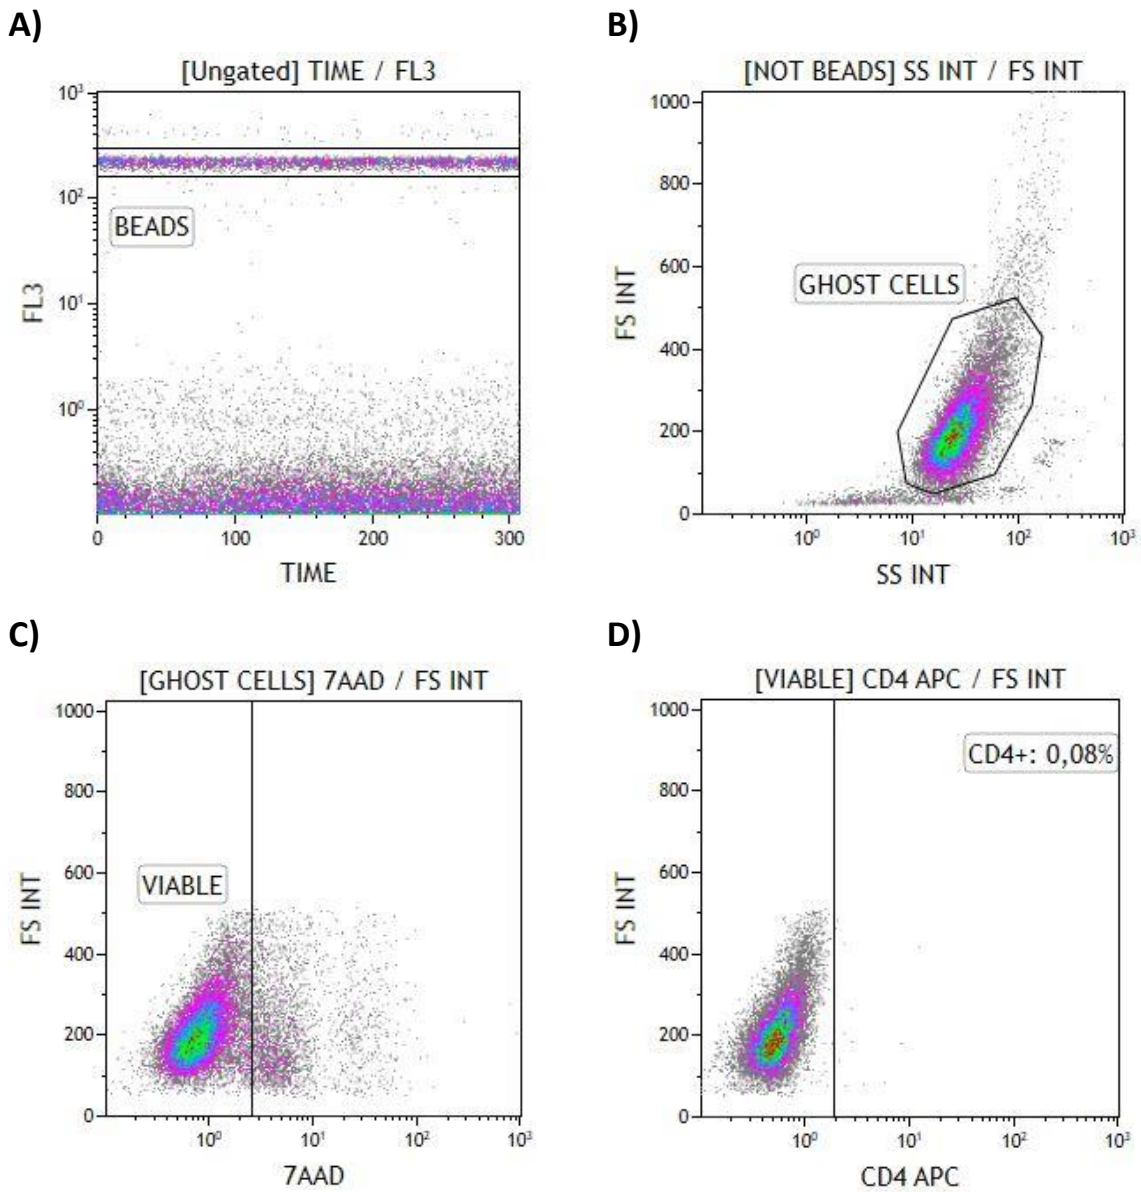 A)
[Ungated] TIME / FL3
10³
10²
10¹
10⁰
FL3
BEADS
0 100 200 300
TIME
B)
[NOT BEADS] SS INT / FS INT
1000
800
600
400
200
0
FS INT
GHOST CELLS
10⁰ 10¹ 10² 10³
SS INT
C)
[GHOST CELLS] 7AAD / FS INT
1000
800
600
400
200
0
FS INT
VIABLE
10⁰ 10¹ 10² 10³
7AAD
D)
[VIABLE] CD4 APC / FS INT
1000
800
600
400
200
0
FS INT
CD4+: 0,08%
10⁰ 10¹ 10² 10³
CD4 APC